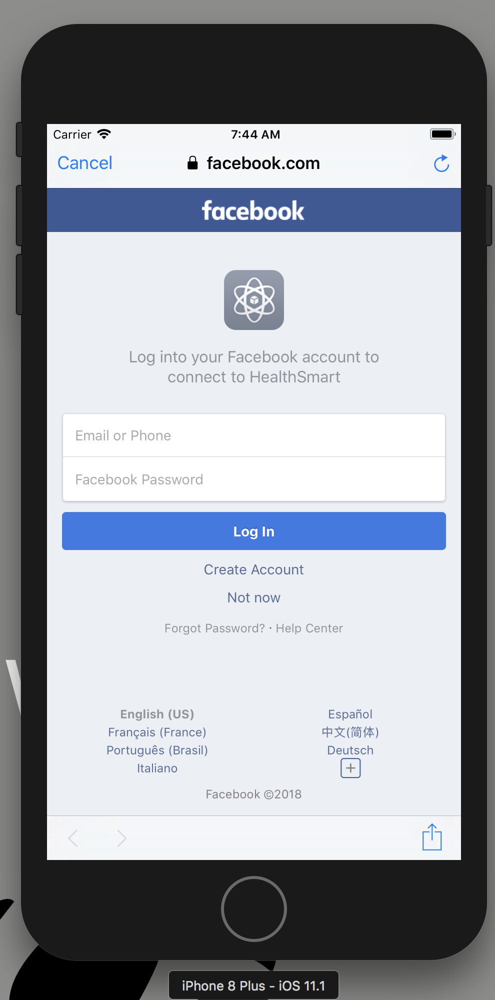 Carrier 7:44 AM
Cancel facebook.com
facebook
Log into your Facebook account to
connect to HealthSmart
Email or Phone
Facebook Password
Log In
Create Account
Not now
Forgot Password? · Help Center
English (US) Español
Français (France) 中文(简体)
Português (Brasil) Deutsch
Italiano
Facebook ©2018
iPhone 8 Plus - iOS 11.1